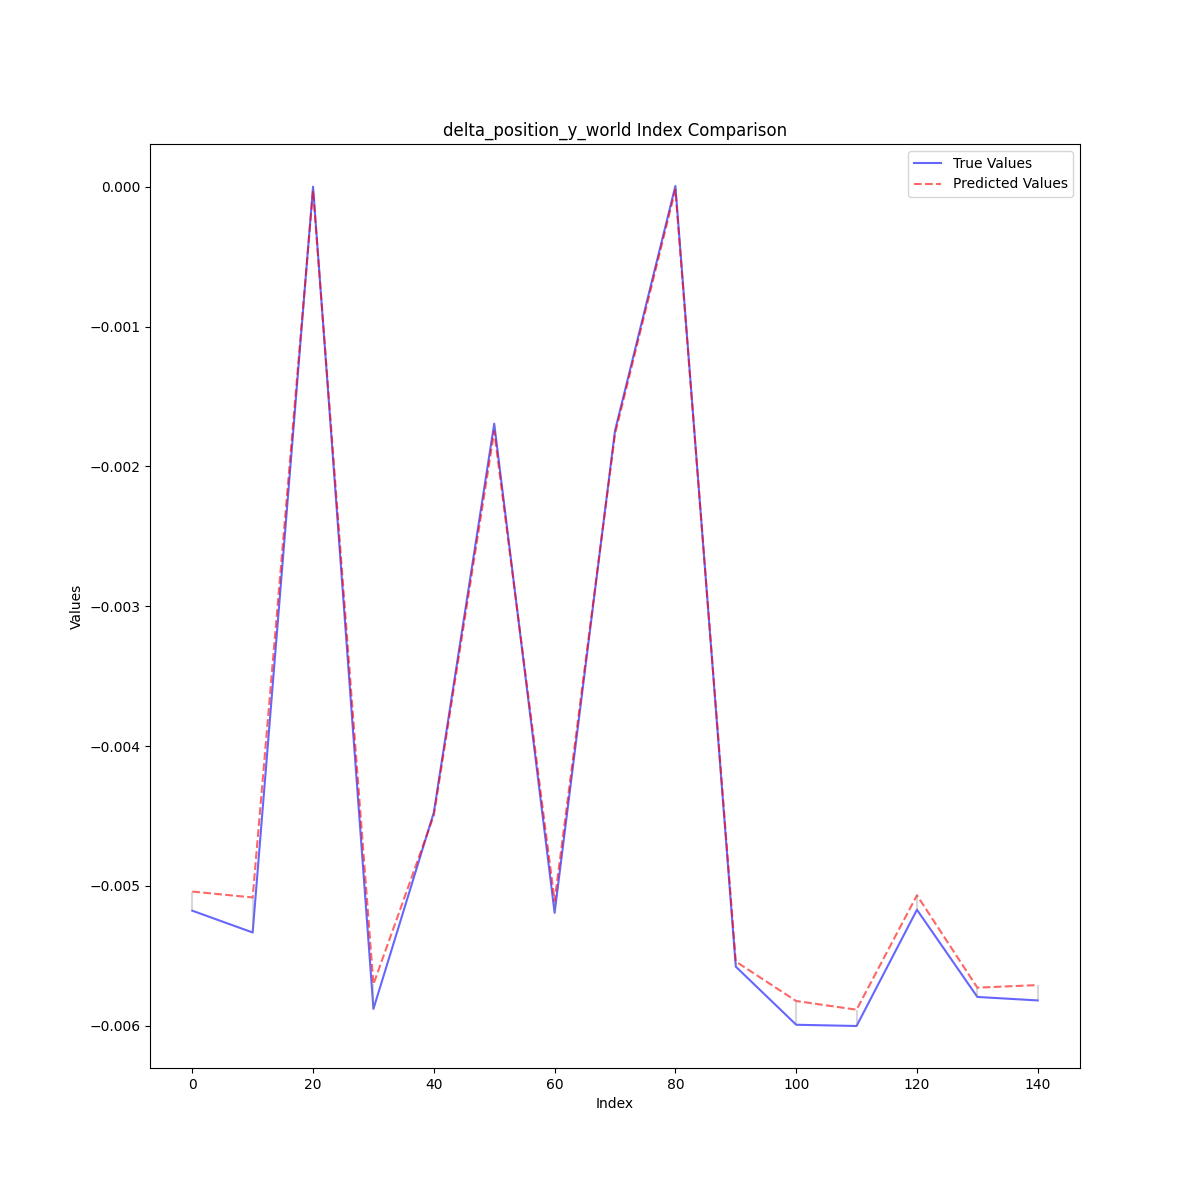 delta_position_y_world Index Comparison
True Values
Predicted Values
0.000
−0.001
−0.002
−0.003
−0.004
−0.005
−0.006
Values
0 20 40 60 80 100 120 140
Index